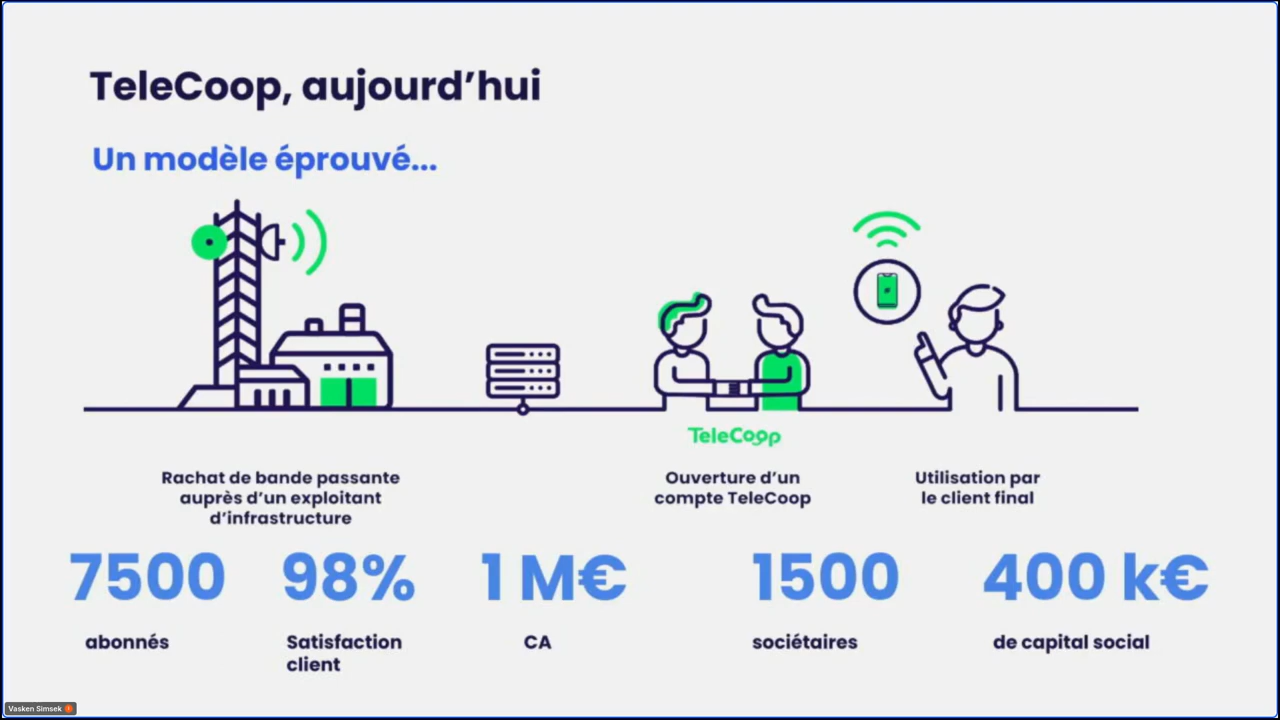 TeleCoop, aujourd’hui
Un modèle éprouvé...
TeleCoop
Rachat de bande passante
auprès d’un exploitant
d’infrastructure
Ouverture d’un
compte TeleCoop
Utilisation par
le client final
7500
abonnés
98%
Satisfaction
client
1 M€
CA
1500
sociétaires
400 k€
de capital social
Vasken Simsek